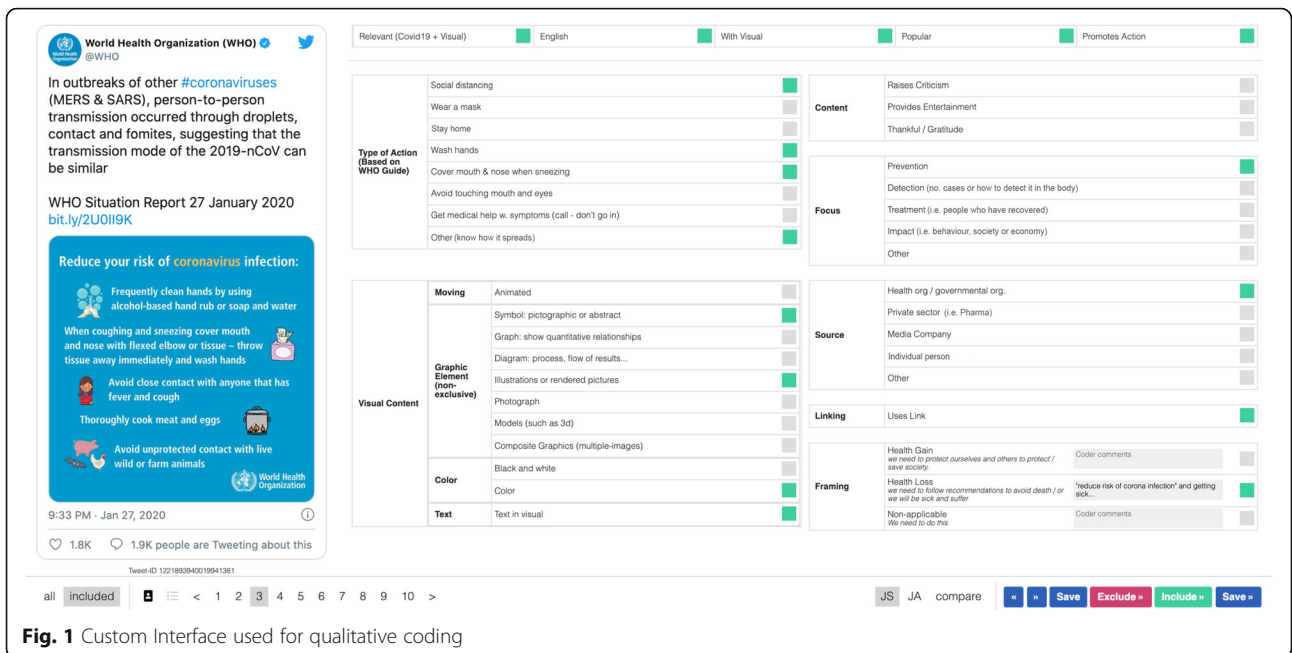 World Health Organization (WHO)
@WHO
In outbreaks of other #coronaviruses
(MERS & SARS), person-to-person
transmission occurred through droplets,
contact and fomites, suggesting that the
transmission mode of the 2019-nCoV can
be similar
WHO Situation Report 27 January 2020
bit.ly/2U0II9K
Reduce your risk of coronavirus infection:
Frequently clean hands by using
alcohol-based hand rub or soap and water
When coughing and sneezing cover mouth
and nose with flexed elbow or tissue – throw
tissue away immediately and wash hands
Avoid close contact with anyone that has
fever and cough
Thoroughly cook meat and eggs
Avoid unprotected contact with live
wild or farm animals
World Health
Organization
9:33 PM · Jan 27, 2020
1.8K 1.9K people are Tweeting about this
Tweet-ID 1221893940019941381
Relevant (Covid19 + Visual) English With Visual Popular Promotes Action
Type of Action
(Based on
WHO Guide)
Social distancing
Wear a mask
Stay home
Wash hands
Cover mouth & nose when sneezing
Avoid touching mouth and eyes
Get medical help w. symptoms (call - don't go in)
Other (know how it spreads)
Visual Content
Moving Animated
Graphic
Element
(non-
exclusive)
Symbol: pictographic or abstract
Graph: show quantitative relationships
Diagram: process, flow of results...
Illustrations or rendered pictures
Photograph
Models (such as 3d)
Composite Graphics (multiple-images)
Color
Black and white
Color
Text Text in visual
Content
Raises Criticism
Provides Entertainment
Thankful / Gratitude
Focus
Prevention
Detection (no. cases or how to detect it in the body)
Treatment (i.e. people who have recovered)
Impact (i.e. behaviour, society or economy)
Other
Source
Health org / governmental org.
Private sector (i.e. Pharma)
Media Company
Individual person
Other
Linking Uses Link
Framing
Health Gain
we need to protect ourselves and others to protect /
save society.
Coder comments
Health Loss
we need to follow recommendations to avoid death / or
we will be sick and suffer
"reduce risk of corona infection" and getting
sick...
Non-applicable
We need to do this
Coder comments
all included < 1 2 3 4 5 6 7 8 9 10 >
JS JA compare « » Save Exclude » Include » Save »
Fig. 1 Custom Interface used for qualitative coding